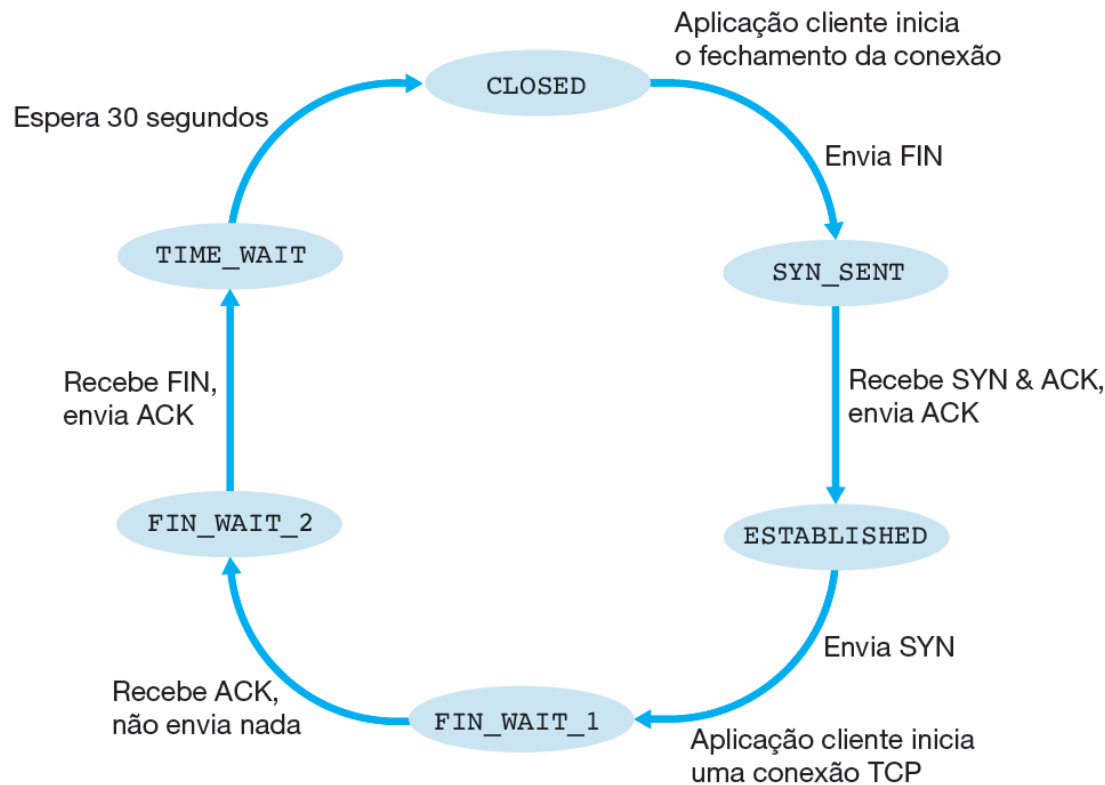 Aplicação cliente inicia
o fechamento da conexão
CLOSED
Espera 30 segundos
Envia FIN
TIME_WAIT
SYN_SENT
Recebe FIN,
envia ACK
Recebe SYN & ACK,
envia ACK
FIN_WAIT_2
ESTABLISHED
Envia SYN
Recebe ACK,
não envia nada
FIN_WAIT_1
Aplicação cliente inicia
uma conexão TCP